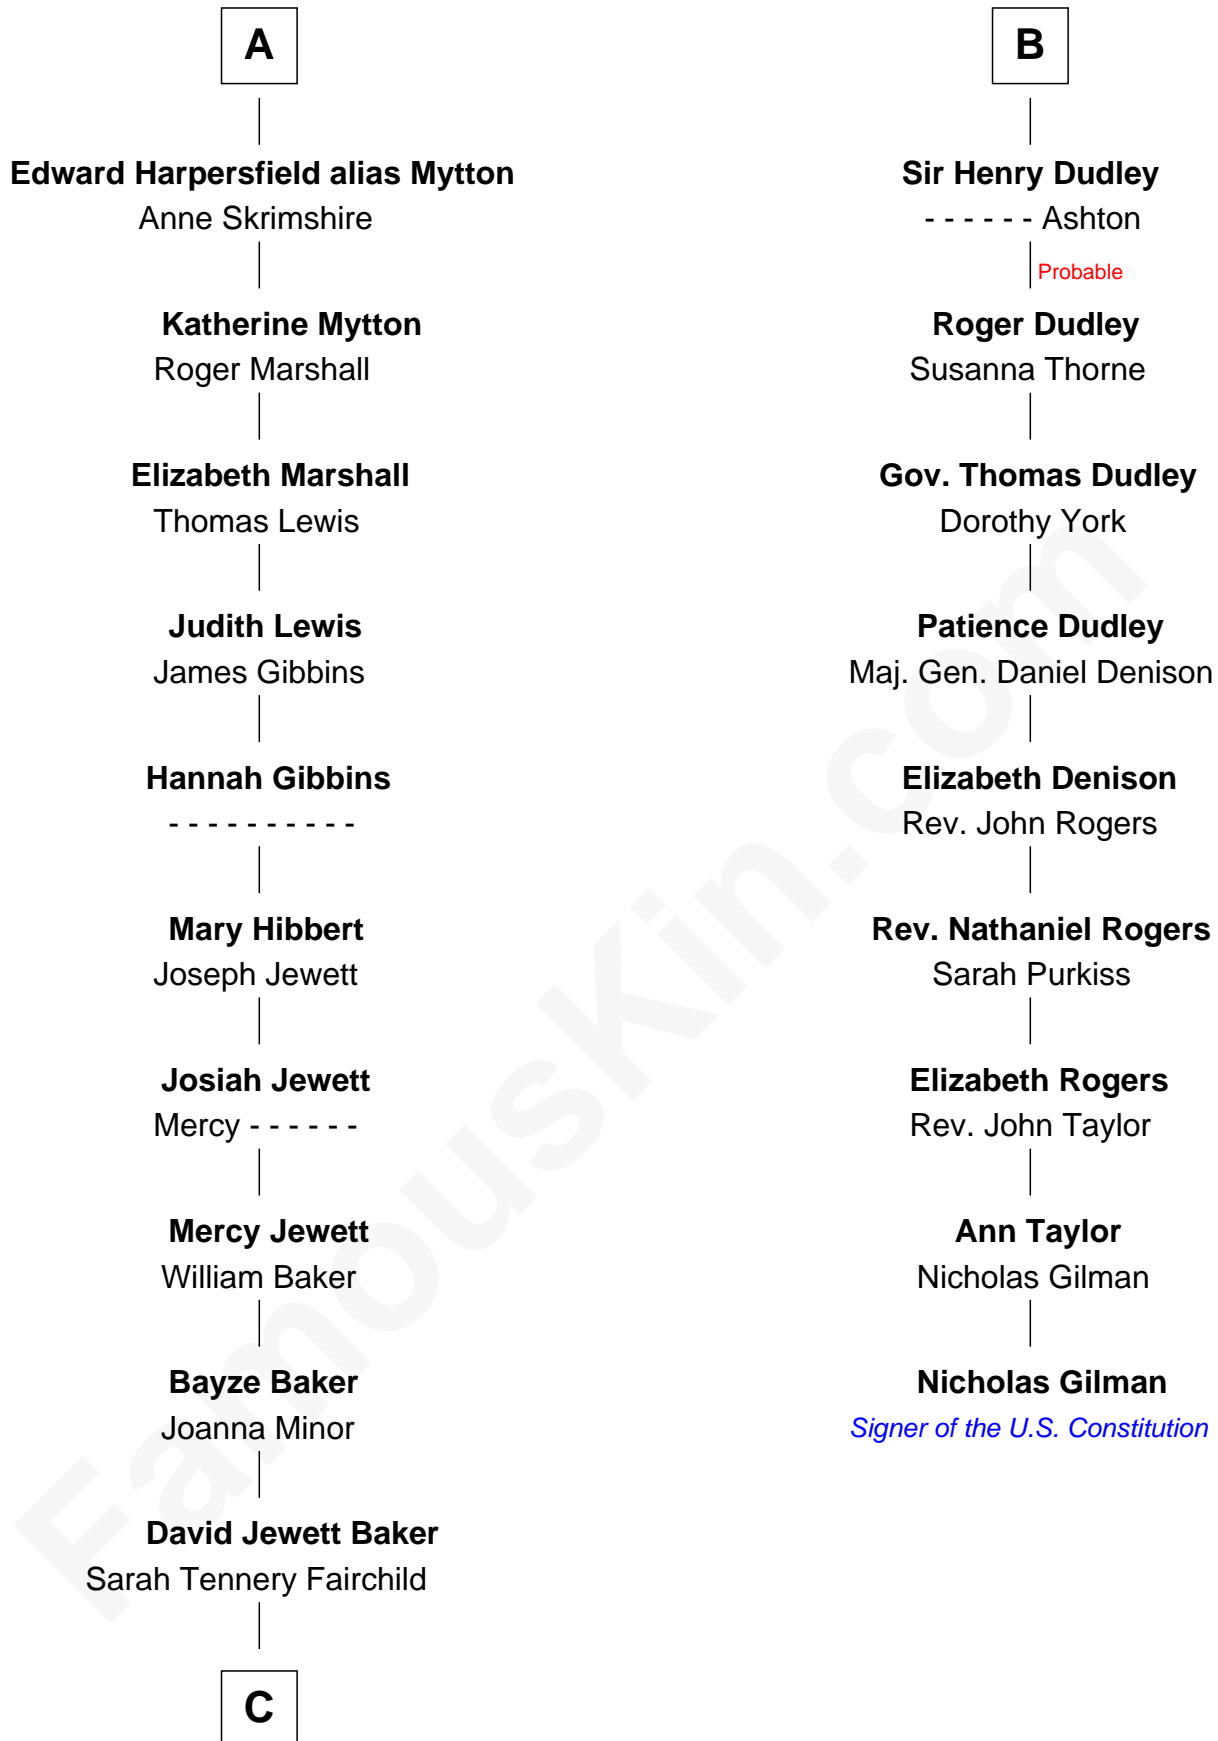 A
Edward Harpersfield alias Mytton
Anne Skrimshire
Katherine Mytton
Roger Marshall
Elizabeth Marshall
Thomas Lewis
Judith Lewis
James Gibbins
Hannah Gibbins
- - - - - - - - - -
Mary Hibbert
Joseph Jewett
Josiah Jewett
Mercy - - - - - -
Mercy Jewett
William Baker
Bayze Baker
Joanna Minor
David Jewett Baker
Sarah Tennery Fairchild
C
B
Sir Henry Dudley
- - - - - - Ashton
Probable
Roger Dudley
Susanna Thorne
Gov. Thomas Dudley
Dorothy York
Patience Dudley
Maj. Gen. Daniel Denison
Elizabeth Denison
Rev. John Rogers
Rev. Nathaniel Rogers
Sarah Purkiss
Elizabeth Rogers
Rev. John Taylor
Ann Taylor
Nicholas Gilman
Nicholas Gilman
Signer of the U.S. Constitution
FamousKin.com